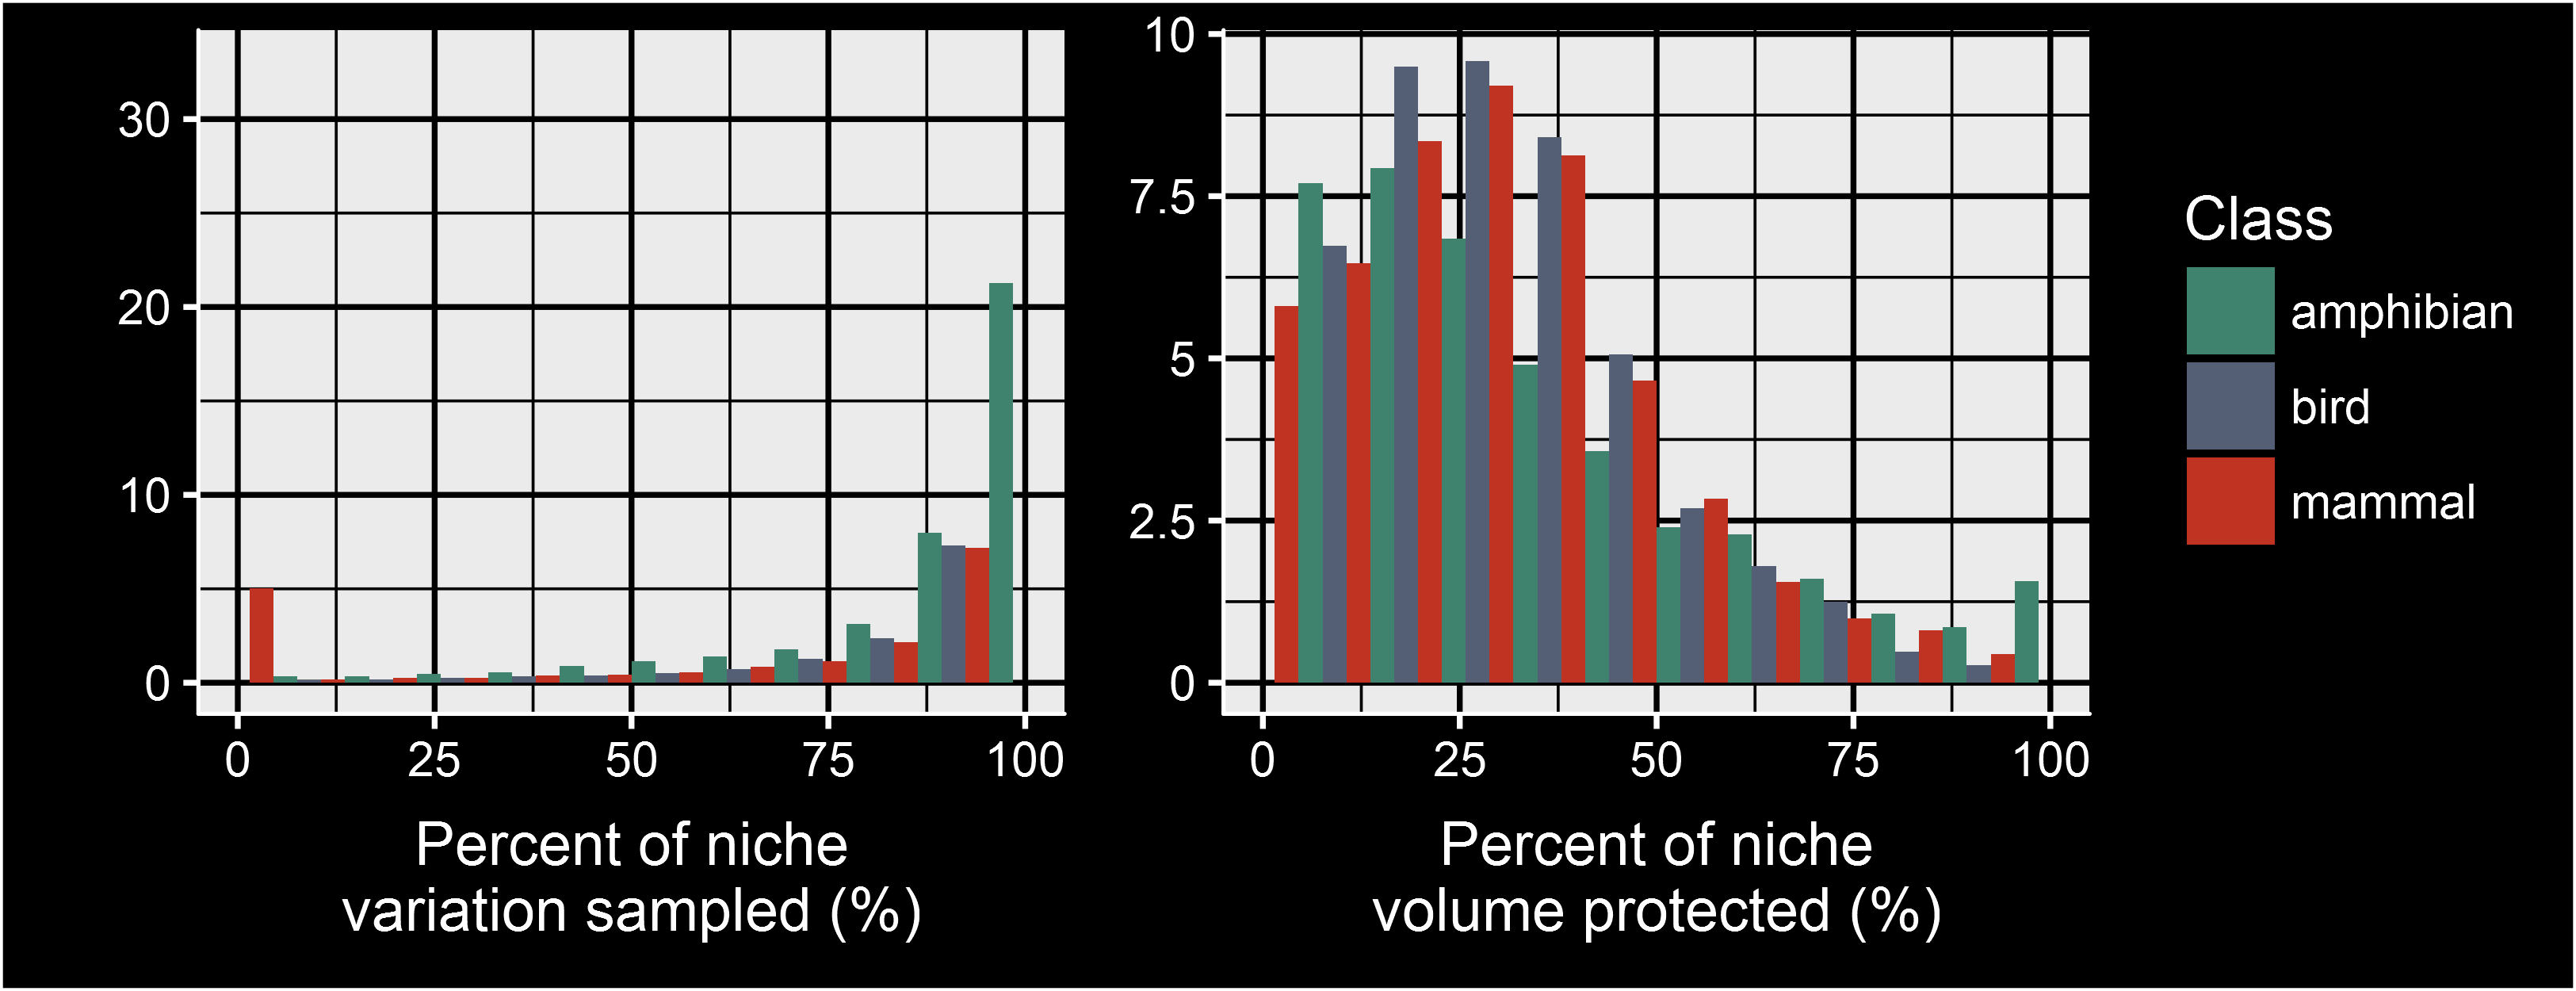 30
20
10
0
0 25 50 75 100
Percent of niche
variation sampled (%)
10
7.5
5
2.5
0
0 25 50 75 100
Percent of niche
volume protected (%)
Class
amphibian
bird
mammal